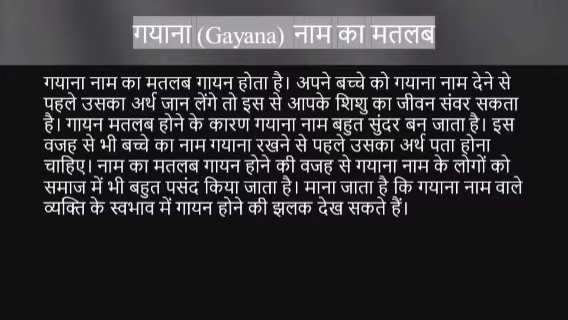 गयाना (Gayana) नाम का मतलब
गयाना नाम का मतलब गायन होता है। अपने बच्चे को गयाना नाम देने से
पहले उसका अर्थ जान लेंगे तो इस से आपके शिशु का जीवन संवर सकता
है। गायन मतलब होने के कारण गयाना नाम बहुत सुंदर बन जाता है। इस
वजह से भी बच्चे का नाम गयाना रखने से पहले उसका अर्थ पता होना
चाहिए। नाम का मतलब गायन होने की वजह से गयाना नाम के लोगों को
समाज में भी बहुत पसंद किया जाता है। माना जाता है कि गयाना नाम वाले
व्यक्ति के स्वभाव में गायन होने की झलक देख सकते हैं।